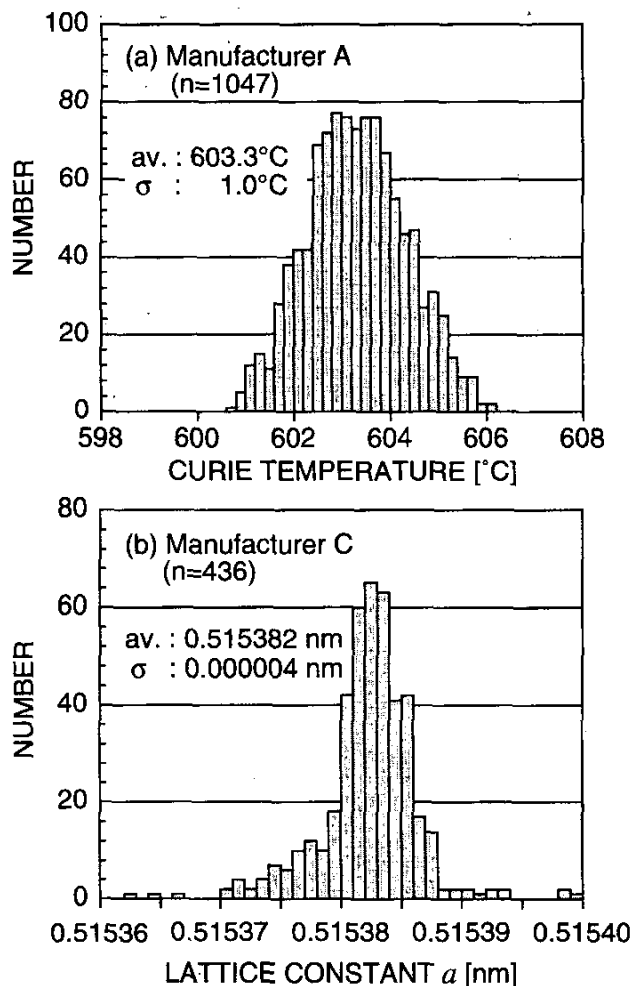 100
80
60
40
20
0
NUMBER
(a) Manufacturer A
(n=1047)
av. : 603.3°C
σ : 1.0°C
598 600 602 604 606 608
CURIE TEMPERATURE [°C]
80
60
40
20
0
NUMBER
(b) Manufacturer C
(n=436)
av. : 0.515382 nm
σ : 0.000004 nm
0.51536 0.51537 0.51538 0.51539 0.51540
LATTICE CONSTANT a [nm]